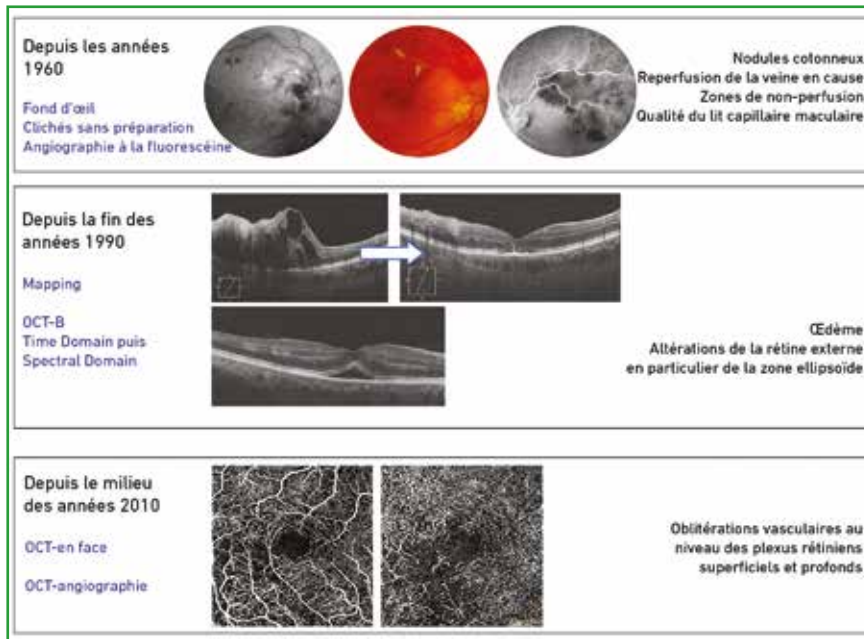 Depuis les années
1960
Fond d'œil
Clichés sans préparation
Angiographie à la fluorescéine
Nodules cotonneux
Reperfusion de la veine en cause
Zones de non-perfusion
Qualité du lit capillaire maculaire
Depuis la fin des
années 1990
Mapping
OCT-B
Time Domain puis
Spectral Domain
Œdème
Altérations de la rétine externe
en particulier de la zone ellipsoïde
Depuis le milieu
des années 2010
OCT-en face
OCT-angiographie
Oblitérations vasculaires au
niveau des plexus rétiniens
superficiels et profonds